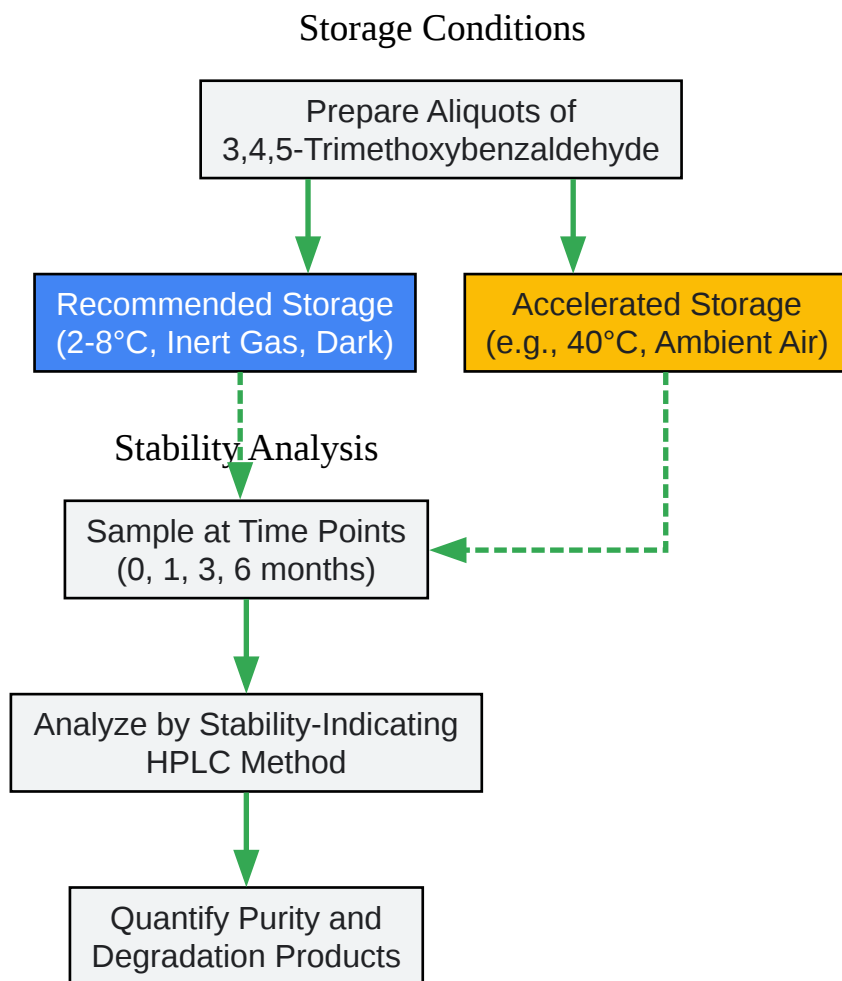 Storage Conditions
Prepare Aliquots of
3,4,5-Trimethoxybenzaldehyde
Recommended Storage
(2-8°C, Inert Gas, Dark)
Accelerated Storage
(e.g., 40°C, Ambient Air)
Stability Analysis
Sample at Time Points
(0, 1, 3, 6 months)
Analyze by Stability-Indicating
HPLC Method
Quantify Purity and
Degradation Products